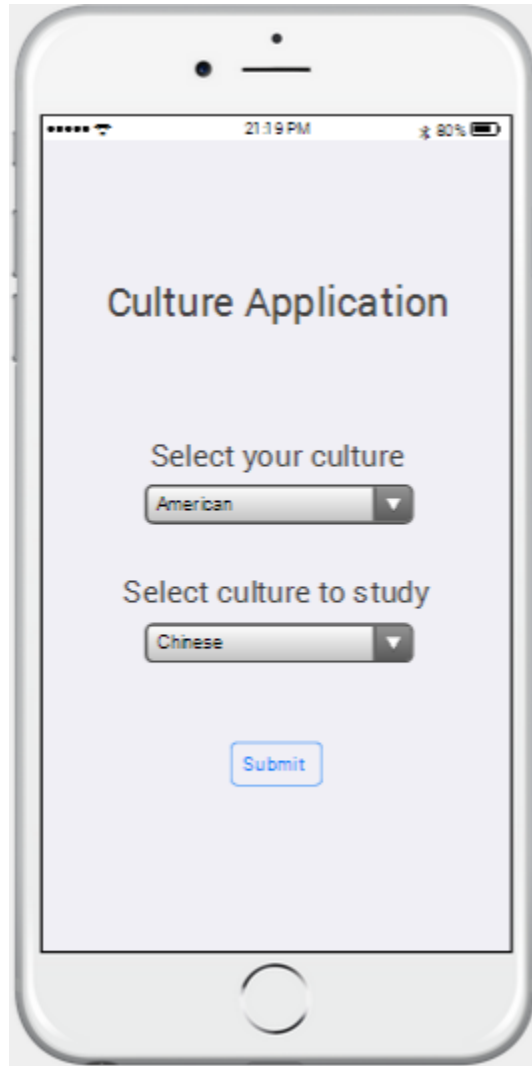 21:19 PM
80%
Culture Application
Select your culture
American
Select culture to study
Chinese
Submit